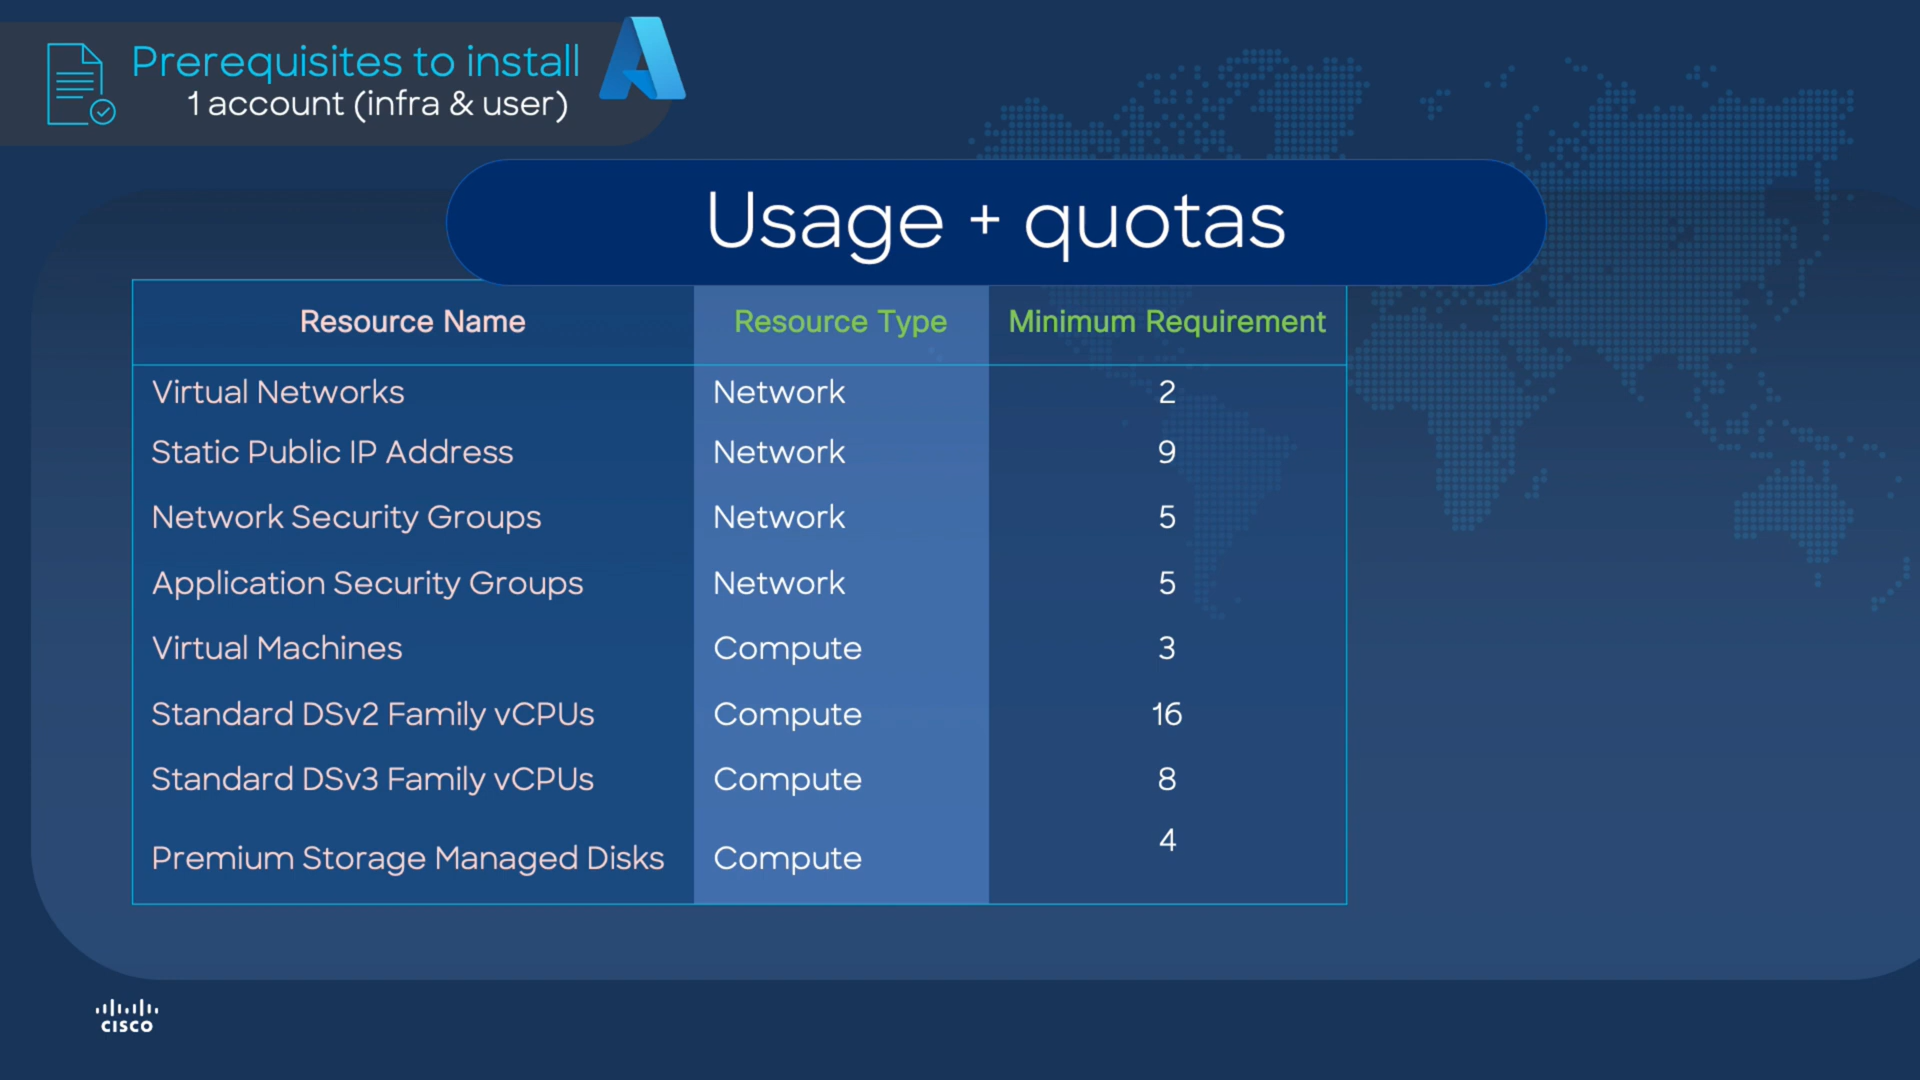 Prerequisites to install
1 account (infra & user)
Usage + quotas
Resource Name Resource Type Minimum Requirement
Virtual Networks Network 2
Static Public IP Address Network 9
Network Security Groups Network 5
Application Security Groups Network 5
Virtual Machines Compute 3
Standard DSv2 Family vCPUs Compute 16
Standard DSv3 Family vCPUs Compute 8
Premium Storage Managed Disks Compute 4
CISCO